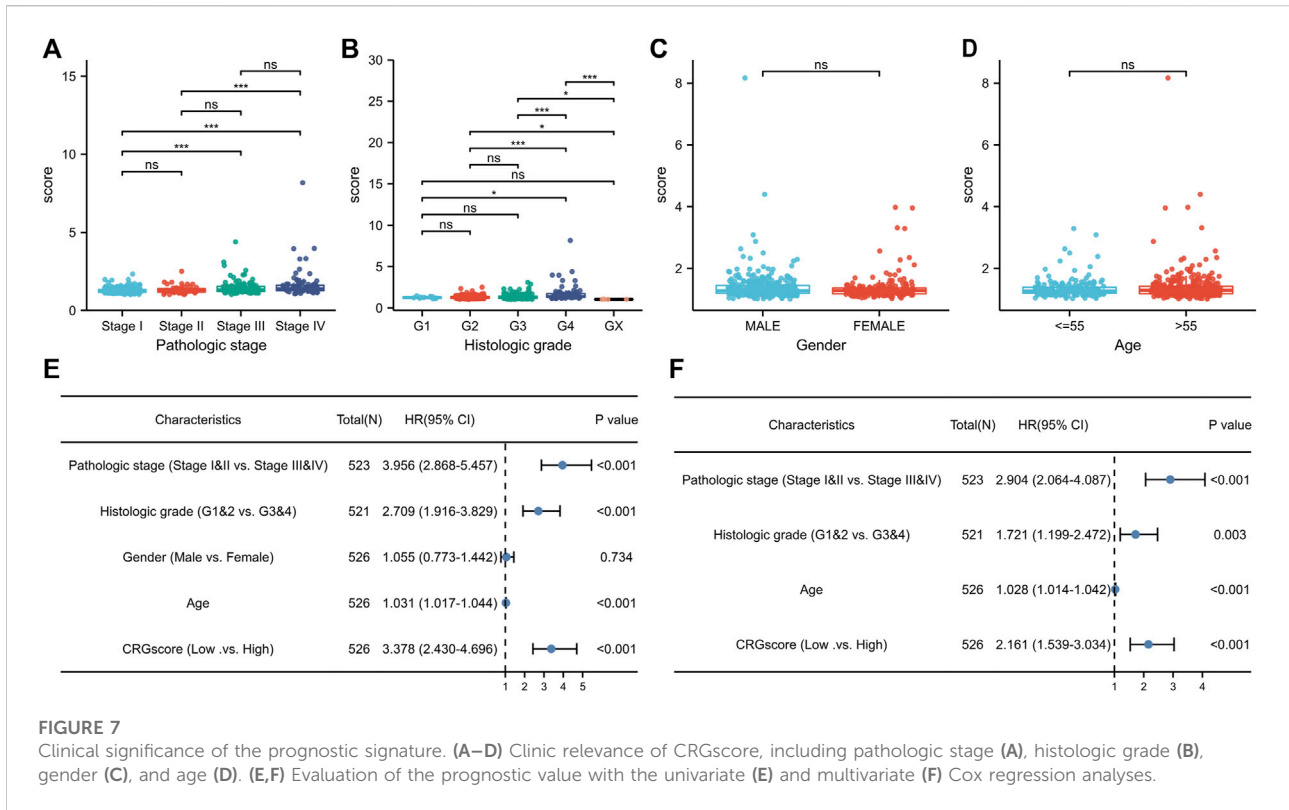 A
B
C
D
ns
***
ns
***
***
ns
15
10
5
0
score
Stage I Stage II Stage III Stage IV
Pathologic stage
***
*
***
*
***
ns
ns
*
ns
ns
30
25
20
15
10
5
0
score
G1 G2 G3 G4 GX
Histologic grade
ns
8
6
4
2
score
MALE FEMALE
Gender
ns
8
6
4
2
score
<=55 >55
Age
E
Characteristics Total(N) HR(95% CI) P value
Pathologic stage (Stage I&II vs. Stage III&IV) 523 3.956 (2.868-5.457) <0.001
Histologic grade (G1&2 vs. G3&4) 521 2.709 (1.916-3.829) <0.001
Gender (Male vs. Female) 526 1.055 (0.773-1.442) 0.734
Age 526 1.031 (1.017-1.044) <0.001
CRGscore (Low .vs. High) 526 3.378 (2.430-4.696) <0.001
1 2 3 4 5
F
Characteristics Total(N) HR(95% CI) P value
Pathologic stage (Stage I&II vs. Stage III&IV) 523 2.904 (2.064-4.087) <0.001
Histologic grade (G1&2 vs. G3&4) 521 1.721 (1.199-2.472) 0.003
Age 526 1.028 (1.014-1.042) <0.001
CRGscore (Low .vs. High) 526 2.161 (1.539-3.034) <0.001
1 2 3 4
FIGURE 7
Clinical significance of the prognostic signature. (A–D) Clinic relevance of CRGscore, including pathologic stage (A), histologic grade (B),
gender (C), and age (D). (E,F) Evaluation of the prognostic value with the univariate (E) and multivariate (F) Cox regression analyses.